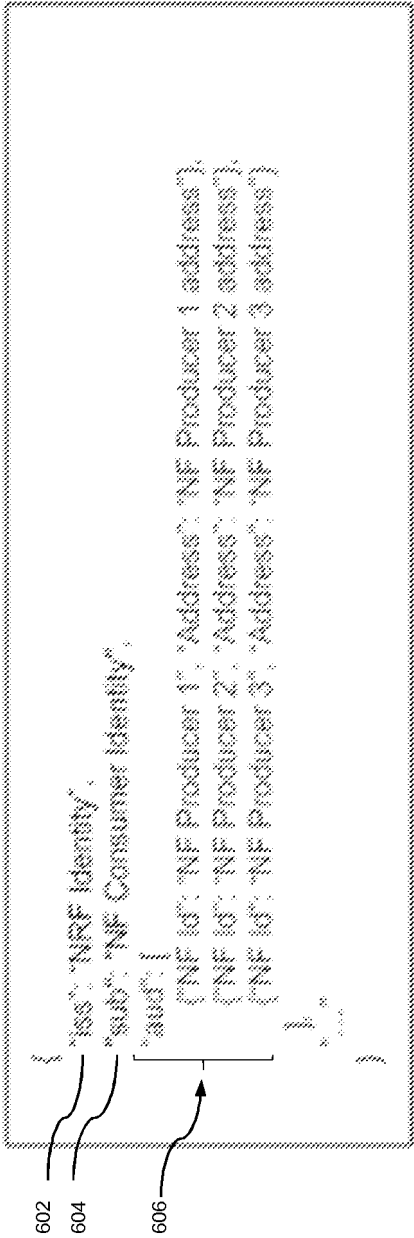 {
"iss": "NRF Identity",
"sub": "NF Consumer Identity",
"aud": {
{"NF Id": "NF Producer 1", "Address": "NF Producer 1 address"},
{"NF Id": "NF Producer 2", "Address": "NF Producer 2 address"},
{"NF Id": "NF Producer 3", "Address": "NF Producer 3 address"}
},
"..."
}
602
604
606